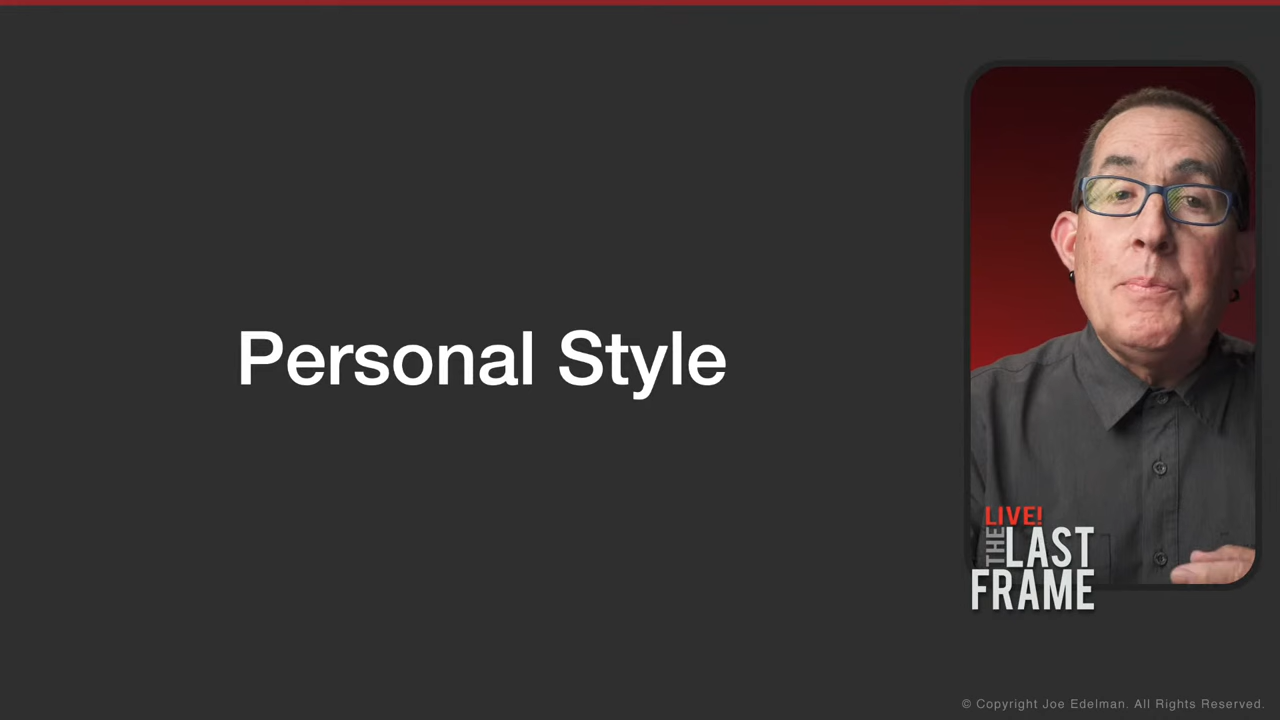 Personal Style
LIVE!
THE
LAST
FRAME
© Copyright Joe Edelman. All Rights Reserved.